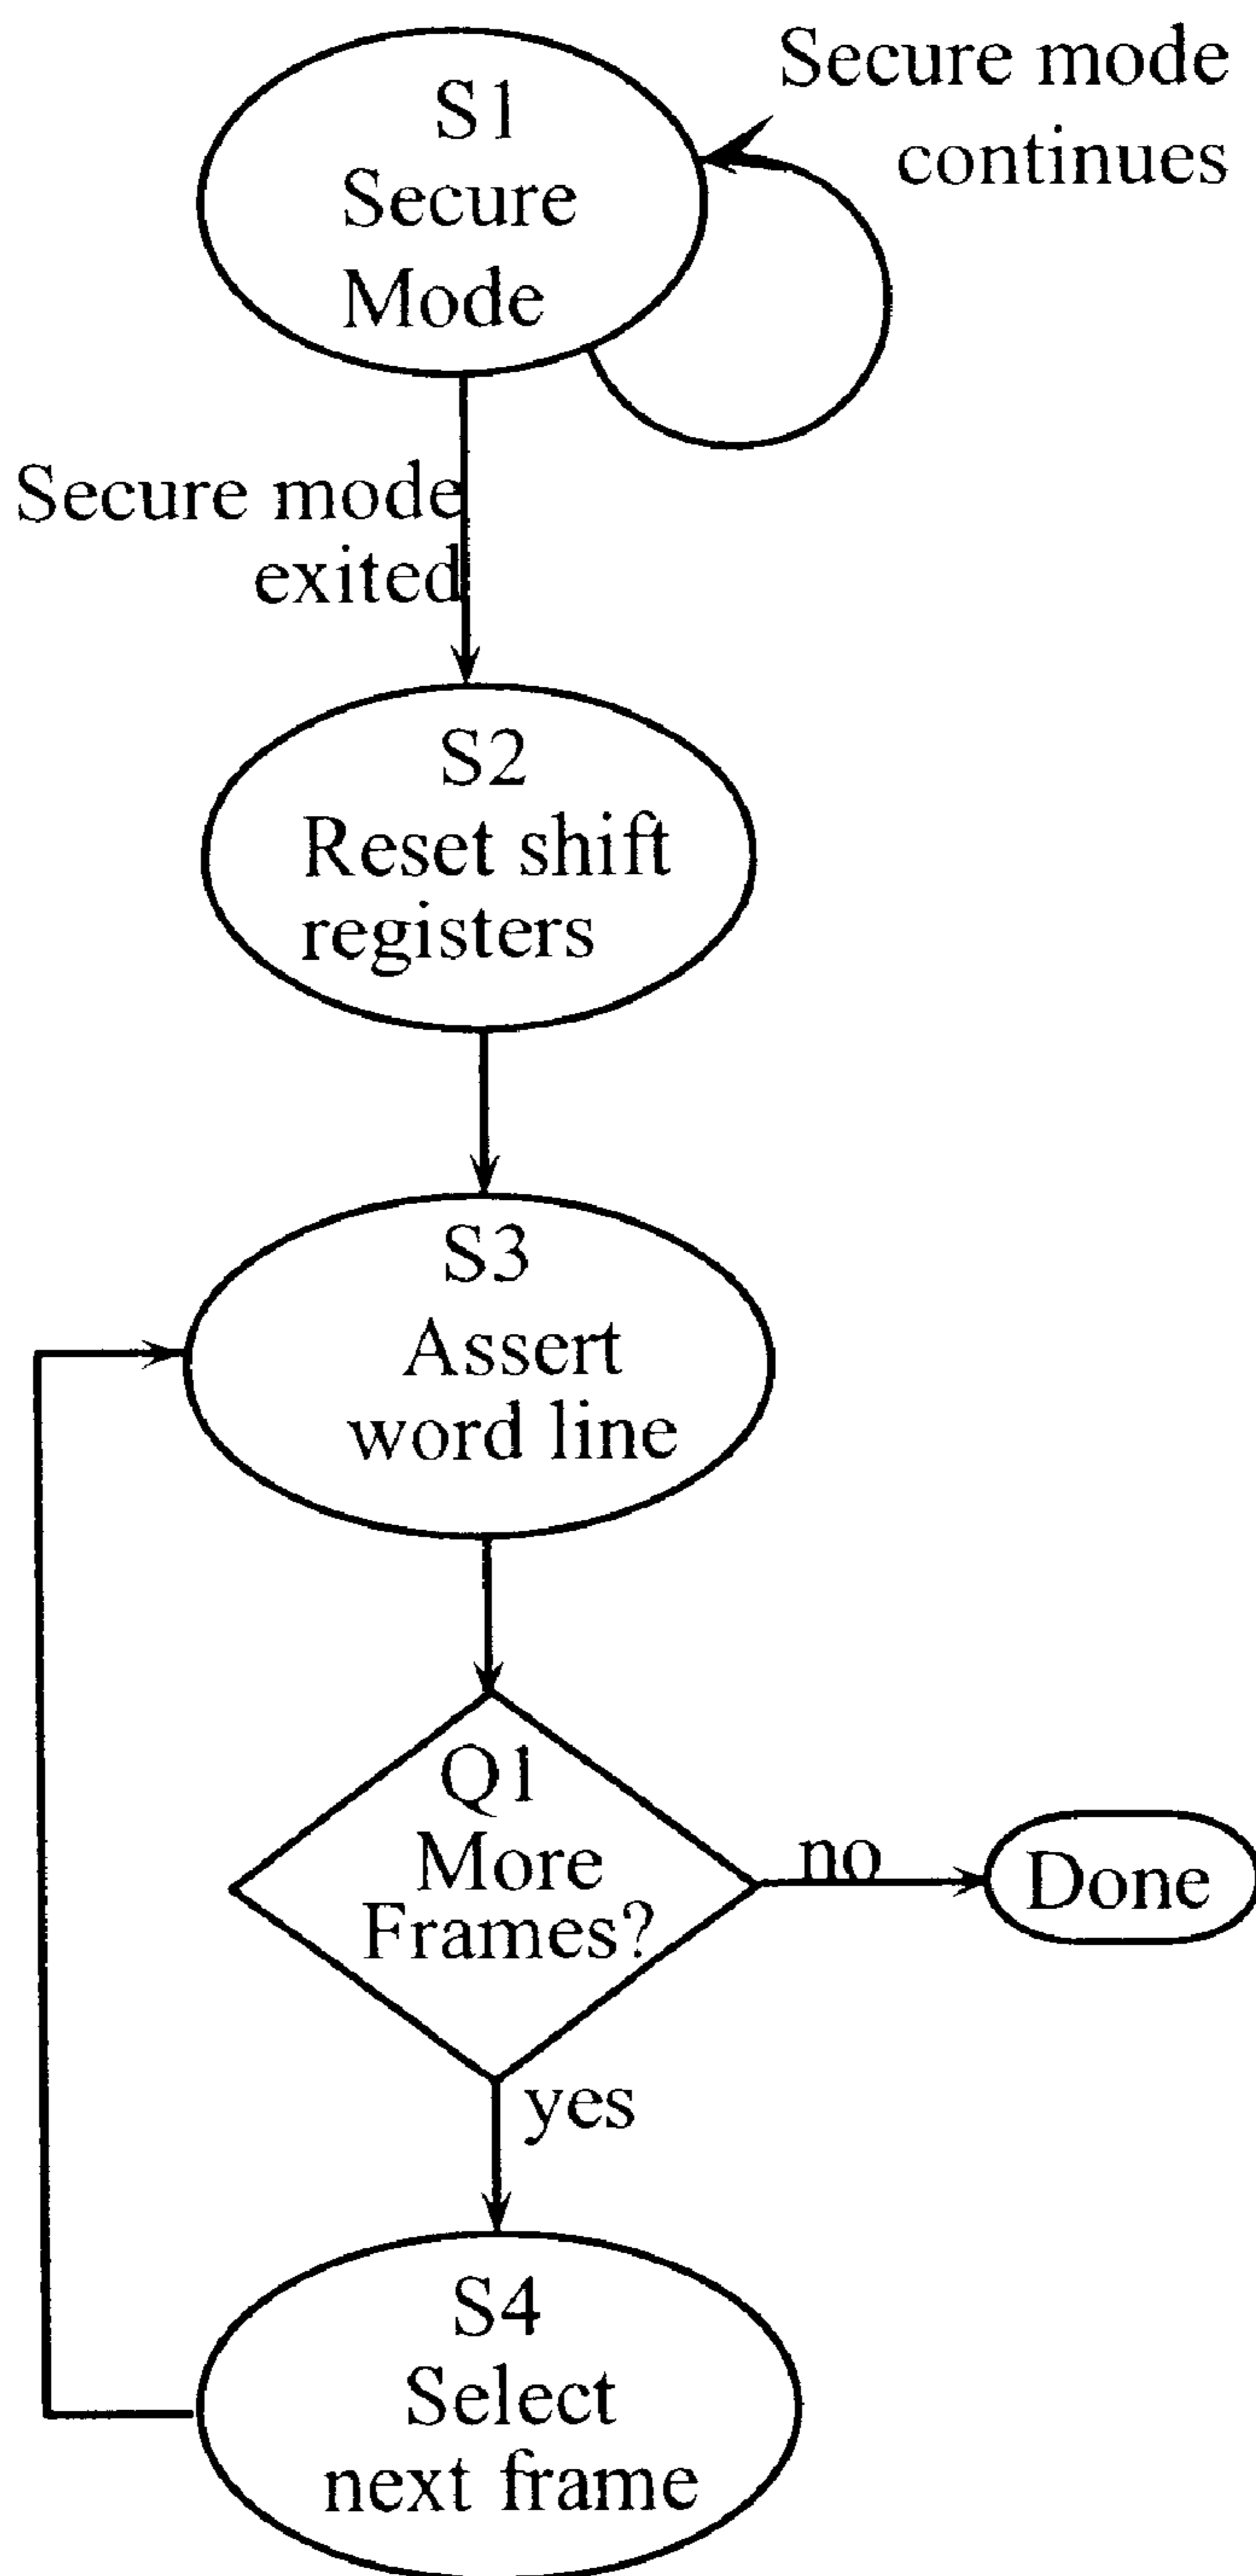 S1
Secure
Mode
Secure mode
continues
Secure mode
exited
S2
Reset shift
registers
S3
Assert
word line
Q1
More
Frames?
no
Done
yes
S4
Select
next frame